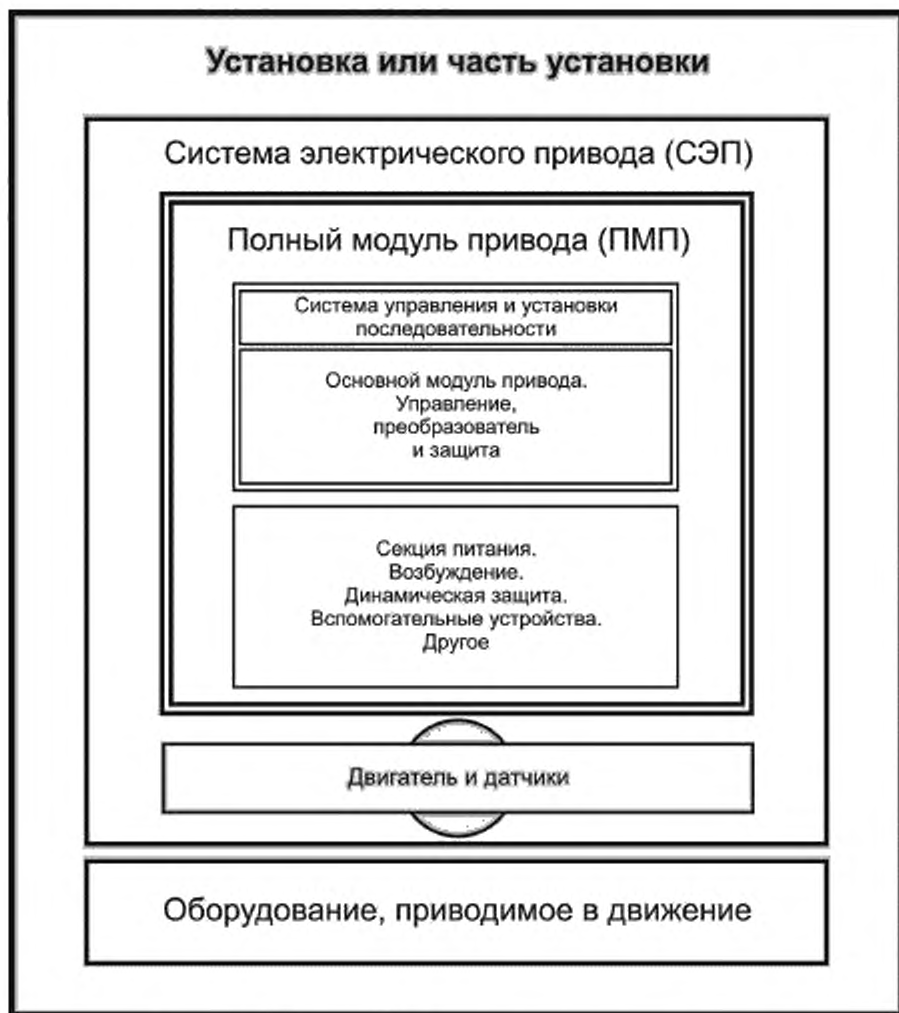 Установка или часть установки
Система электрического привода (СЭП)
Полный модуль привода (ПМП)
Система управления и установки
последовательности
Основной модуль привода.
Управление,
преобразователь
и защита
Секция питания.
Возбуждение.
Динамическая защита.
Вспомогательные устройства.
Другое
Двигатель и датчики
Оборудование, приводимое в движение